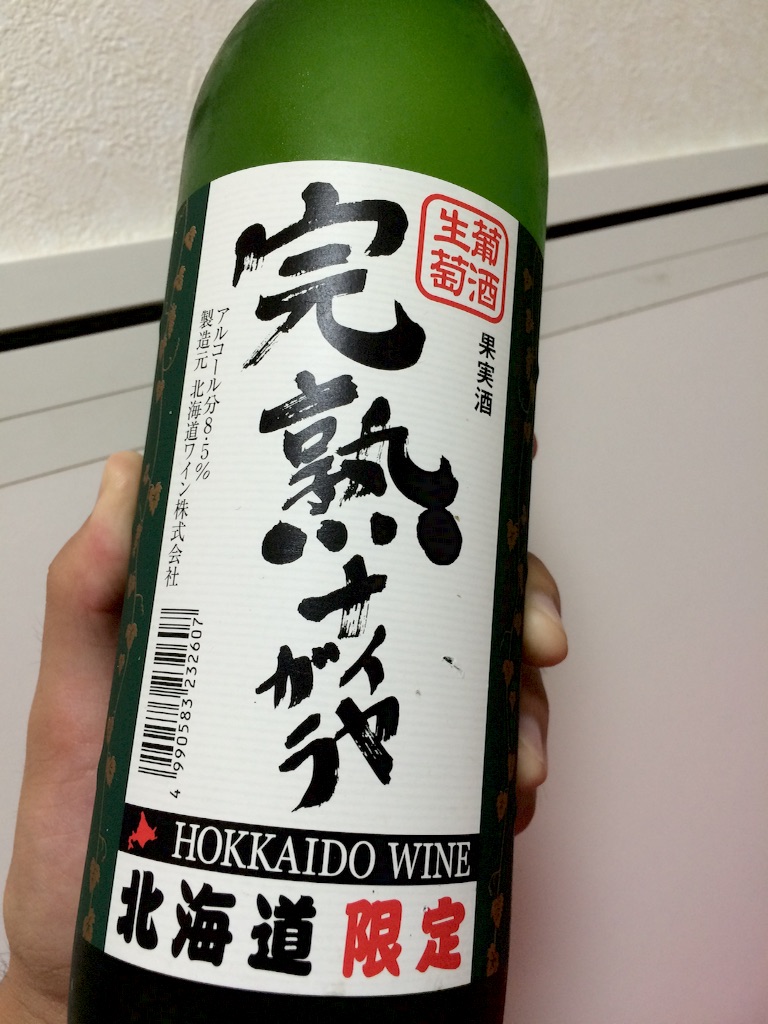 生葡
萄酒
果実酒
完熟
ナイヤ
ガラ
アルコール分8.5%
製造元 北海道ワイン株式会社
4 990583 232607
HOKKAIDO WINE
北海道 限定